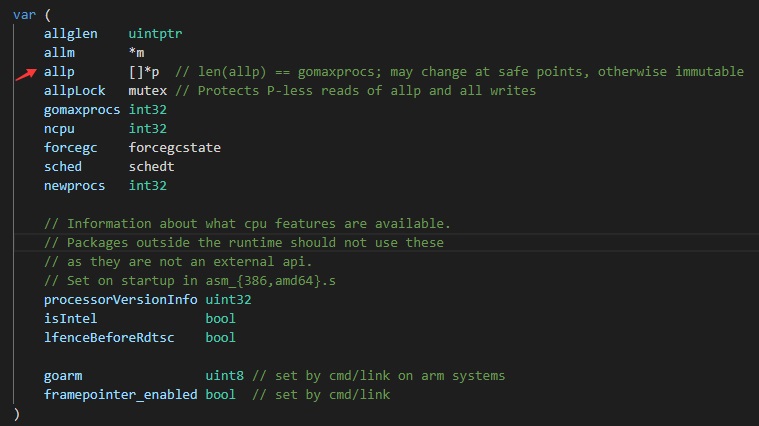 var (
    allglen    uintptr
    allm       *m
    allp       []*p  // len(allp) == gomaxprocs; may change at safe points, otherwise immutable
    allpLock   mutex // Protects P-less reads of allp and all writes
    gomaxprocs int32
    ncpu       int32
    forcegc    forcegcstate
    sched      schedt
    newprocs   int32

    // Information about what cpu features are available.
    // Packages outside the runtime should not use these
    // as they are not an external api.
    // Set on startup in asm_{386,amd64}.s
    processorVersionInfo uint32
    isIntel              bool
    lfenceBeforeRdtsc    bool

    goarm                uint8 // set by cmd/link on arm systems
    framepointer_enabled bool  // set by cmd/link
)